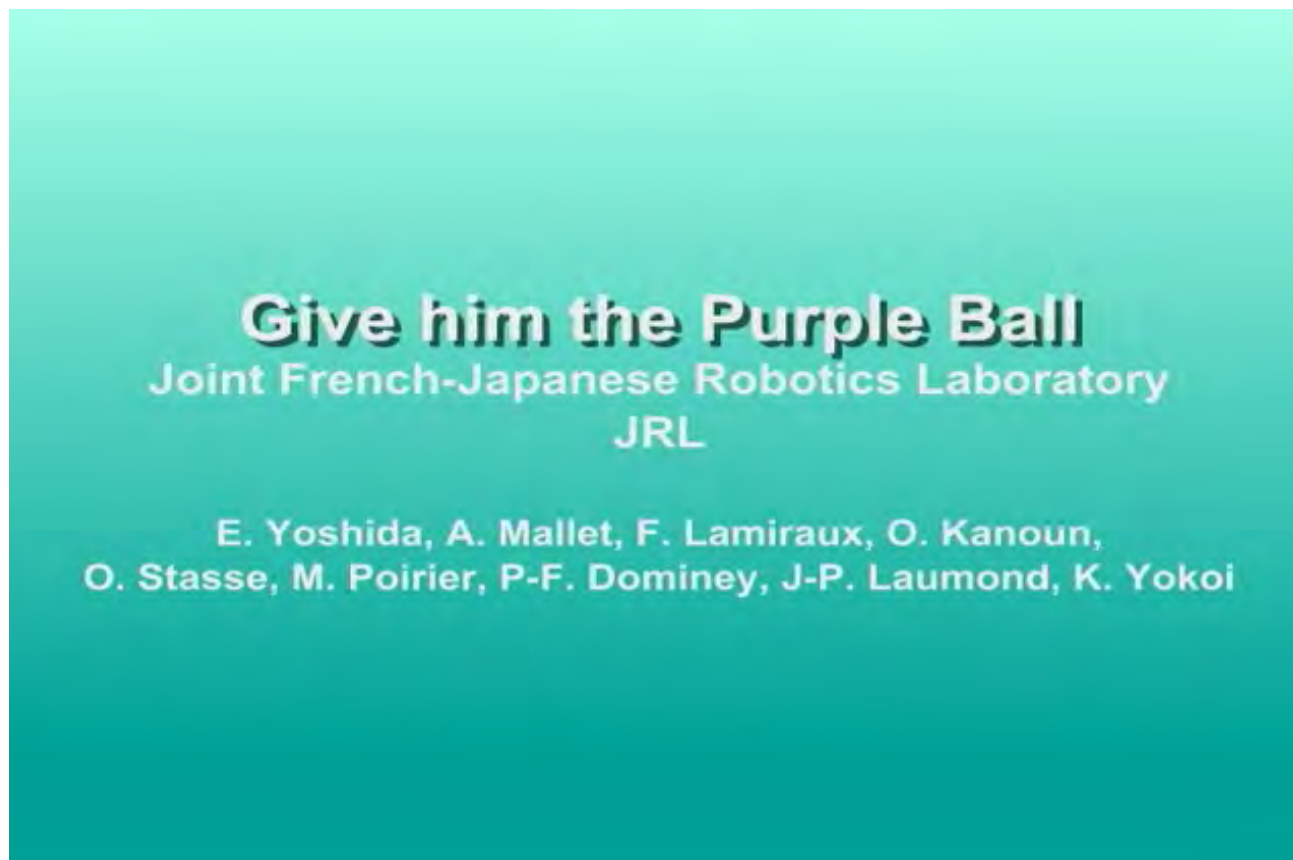 Give him the Purple Ball
Joint French-Japanese Robotics Laboratory
JRL
E. Yoshida, A. Mallet, F. Lamiraux, O. Kanoun,
O. Stasse, M. Poirier, P-F. Dominey, J-P. Laumond, K. Yokoi